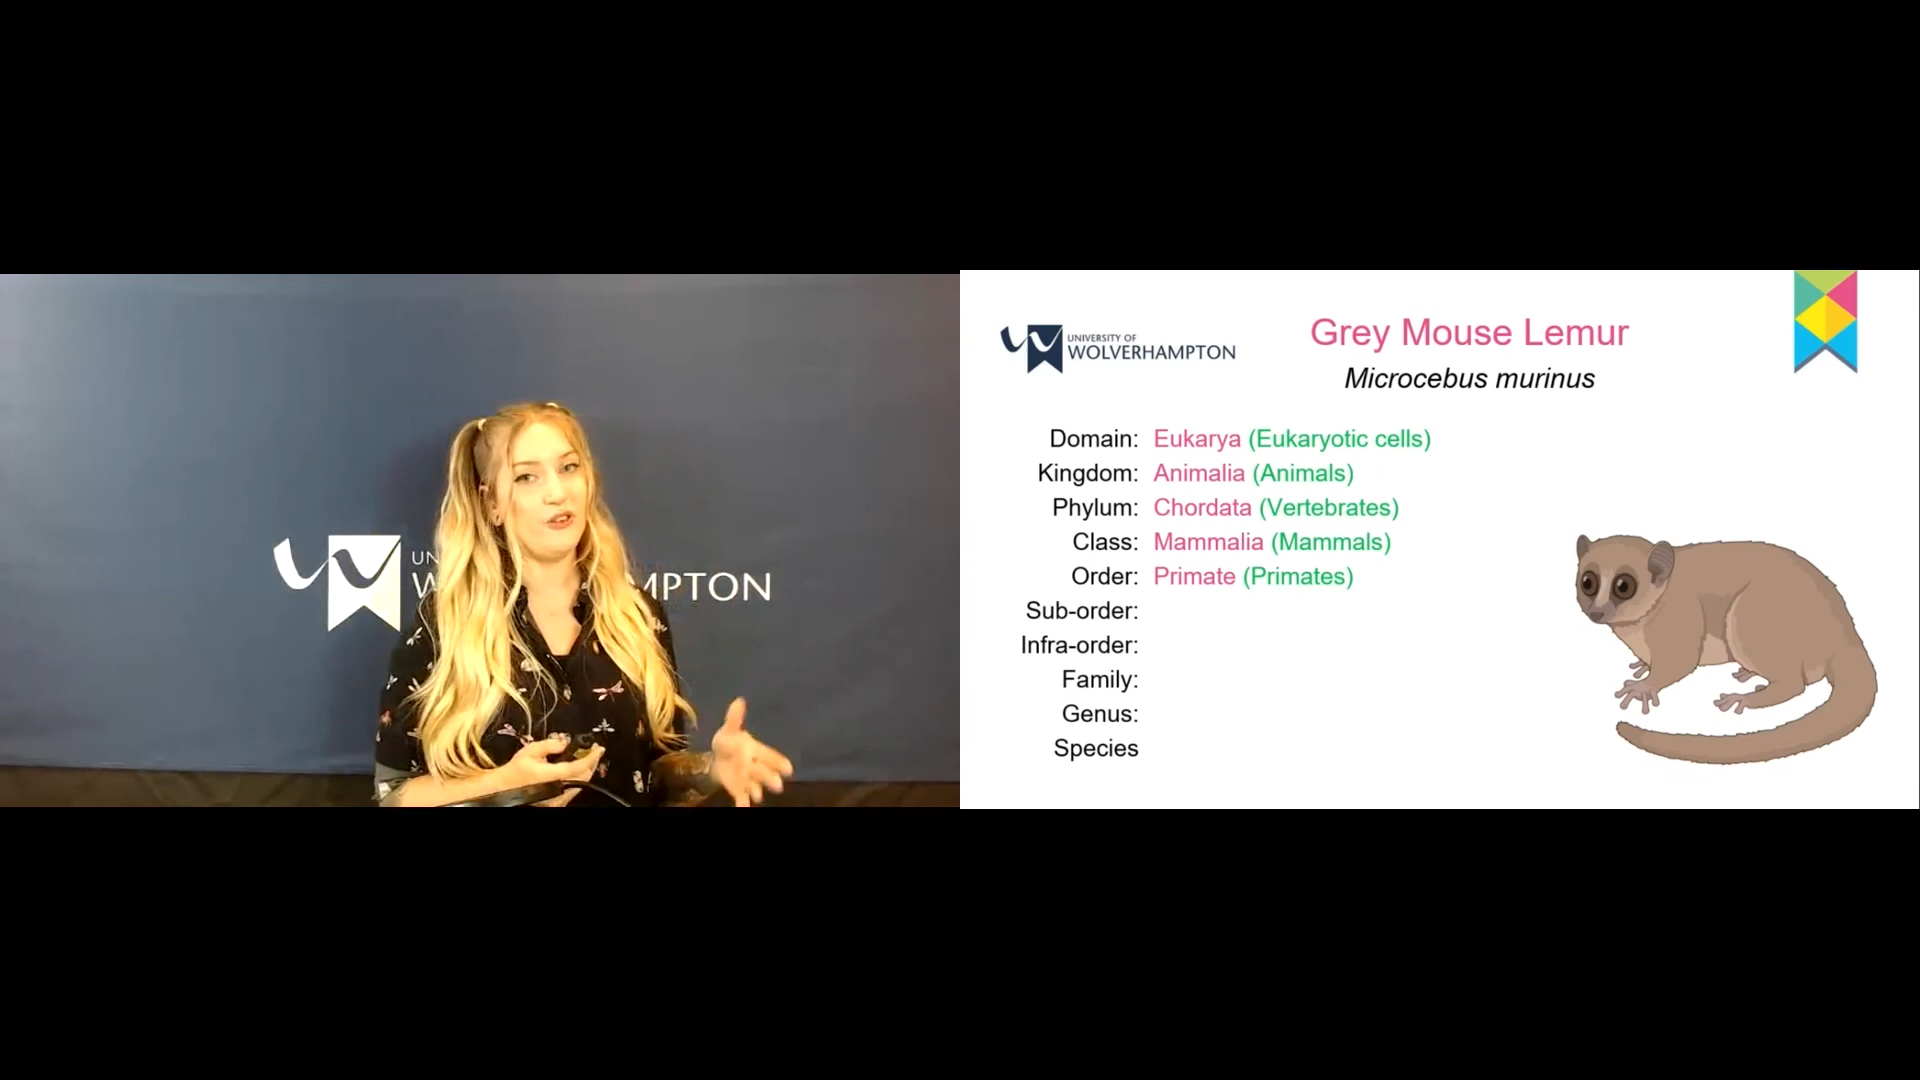 UN
W MPTON
UNIVERSITY OF
WOLVERHAMPTON
Grey Mouse Lemur
Microcebus murinus
Domain: Eukarya (Eukaryotic cells)
Kingdom: Animalia (Animals)
Phylum: Chordata (Vertebrates)
Class: Mammalia (Mammals)
Order: Primate (Primates)
Sub-order:
Infra-order:
Family:
Genus:
Species